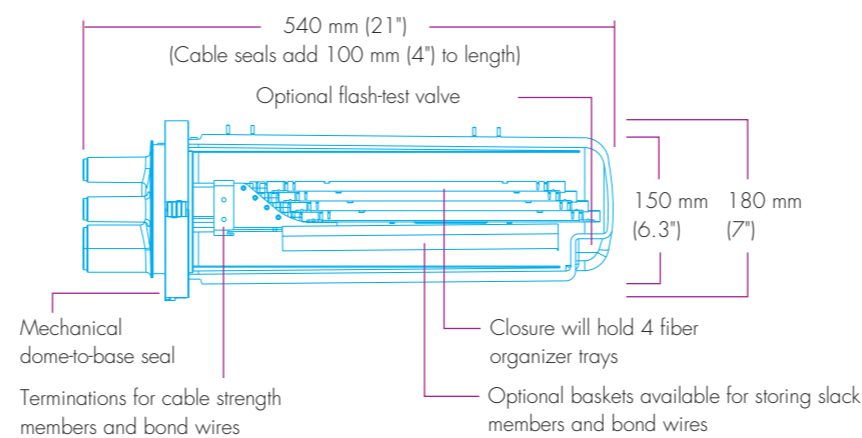 540 mm (21")
(Cable seals add 100 mm (4") to length)
Optional flash-test valve
150 mm
(6.3")
180 mm
(7")
Mechanical
dome-to-base seal
Closure will hold 4 fiber
organizer trays
Terminations for cable strength
members and bond wires
Optional baskets available for storing slack
members and bond wires